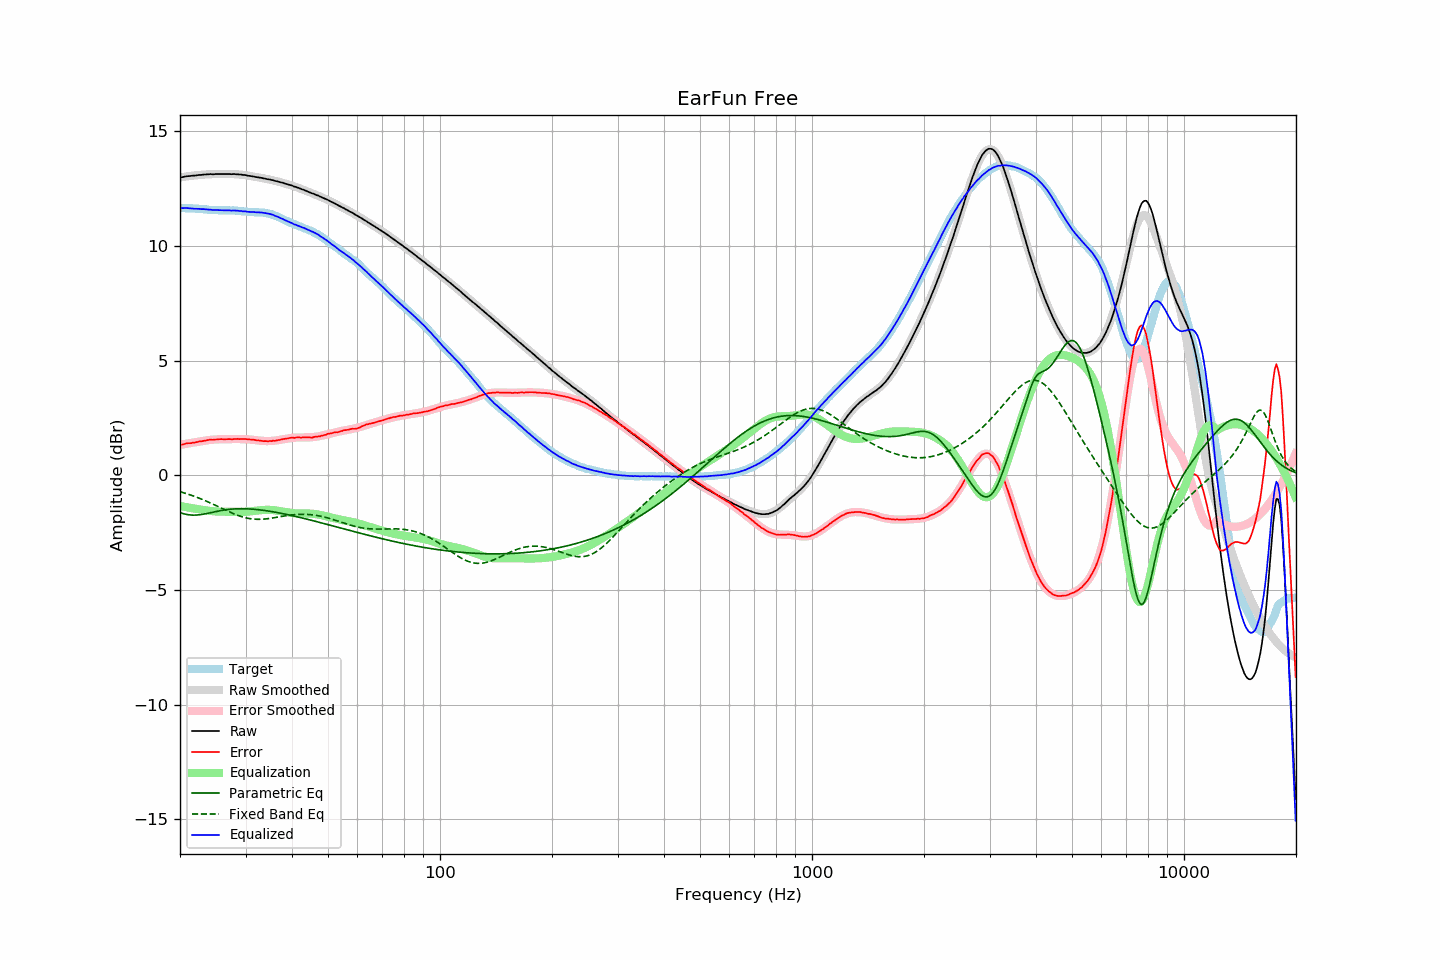 EarFun Free
15
10
5
0
−5
−10
−15
Amplitude (dBr)
Target
Raw Smoothed
Error Smoothed
Raw
Error
Equalization
Parametric Eq
Fixed Band Eq
Equalized
100
1000
10000
Frequency (Hz)